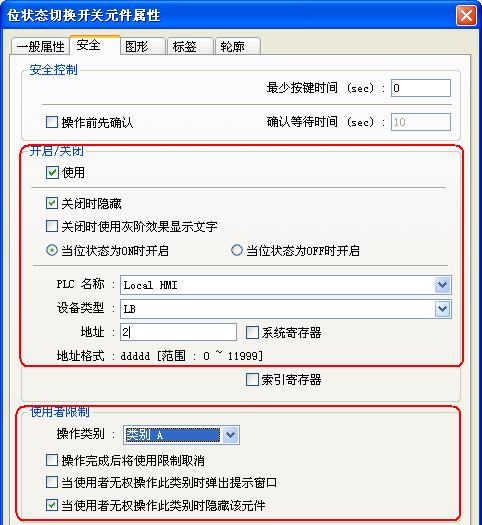 位状态切换开关元件属性
一般属性 安全 图形 标签 轮廓
安全控制
最少按键时间 (sec) : 0
操作前先确认 确认等待时间 (sec) : 10
开启/关闭
使用
关闭时隐藏
关闭时使用灰阶效果显示文字
当位状态为ON时开启 当位状态为OFF时开启
PLC 名称 : Local HMI
设备类型 : LB
地址 : 2 系统寄存器
地址格式 : ddddd [范围 : 0 ~ 11999]
索引寄存器
使用者限制
操作类别 : 类别 A
操作完成后将使用限制取消
当使用者无权操作此类别时弹出提示窗口
当使用者无权操作此类别时隐藏该元件